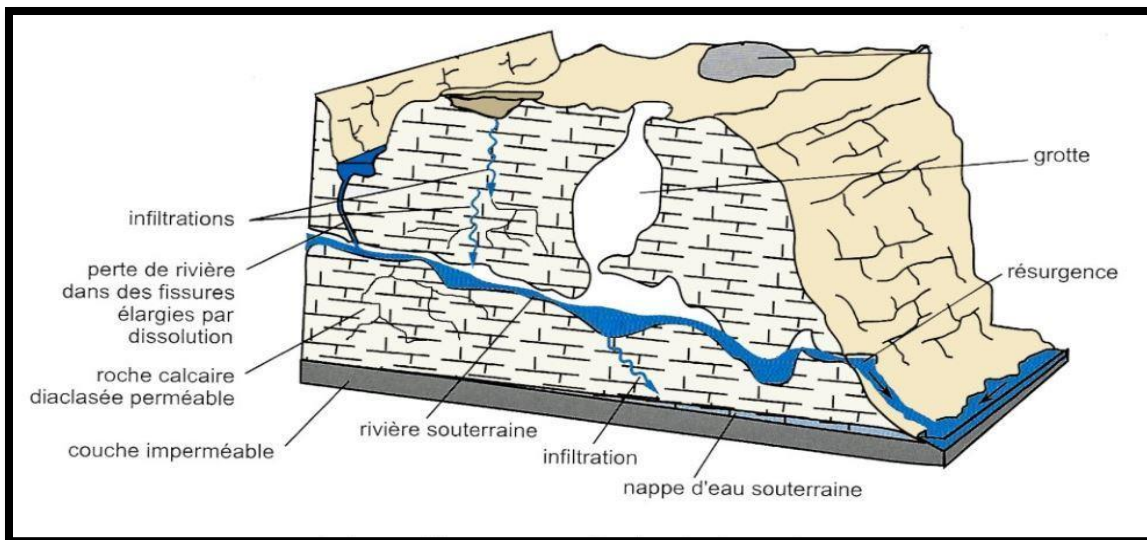 grotte
infiltrations
perte de rivière
dans des fissures
élargies par
dissolution
résurgence
roche calcaire
diaclasée perméable
rivière souterraine
couche imperméable
infiltration
nappe d'eau souterraine